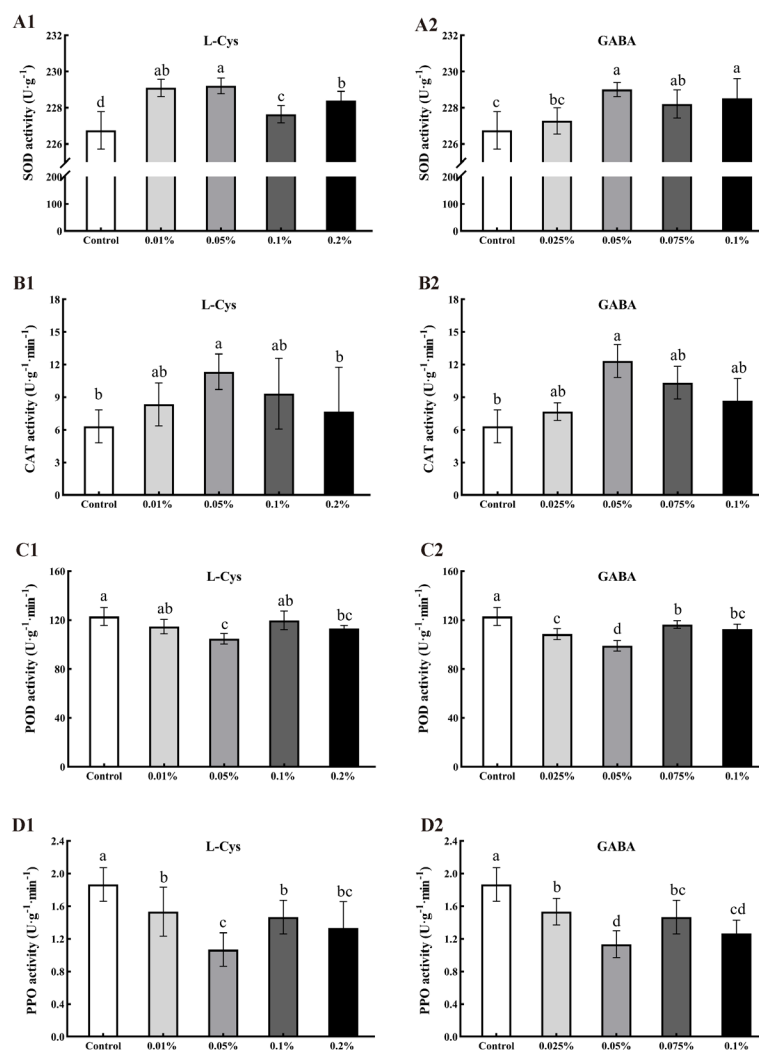 A1
L-Cys
SOD activity (U·g⁻¹)
232
230
228
226
200
100
0
d
ab
a
c
b
Control 0.01% 0.05% 0.1% 0.2%
A2
GABA
SOD activity (U·g⁻¹)
232
230
228
226
200
100
0
c
bc
a
ab
a
Control 0.025% 0.05% 0.075% 0.1%
B1
L-Cys
CAT activity (U·g⁻¹·min⁻¹)
18
15
12
9
6
3
0
b
ab
a
ab
b
Control 0.01% 0.05% 0.1% 0.2%
B2
GABA
CAT activity (U·g⁻¹·min⁻¹)
18
15
12
9
6
3
0
b
ab
a
ab
ab
Control 0.025% 0.05% 0.075% 0.1%
C1
L-Cys
POD activity (U·g⁻¹·min⁻¹)
160
120
80
40
0
a
ab
c
ab
bc
Control 0.01% 0.05% 0.1% 0.2%
C2
GABA
POD activity (U·g⁻¹·min⁻¹)
160
120
80
40
0
a
c
d
b
bc
Control 0.025% 0.05% 0.075% 0.1%
D1
L-Cys
PPO activity (U·g⁻¹·min⁻¹)
2.4
2.0
1.6
1.2
0.8
0.4
0.0
a
b
c
b
bc
Control 0.01% 0.05% 0.1% 0.2%
D2
GABA
PPO activity (U·g⁻¹·min⁻¹)
2.4
2.0
1.6
1.2
0.8
0.4
0.0
a
b
d
bc
cd
Control 0.025% 0.05% 0.075% 0.1%